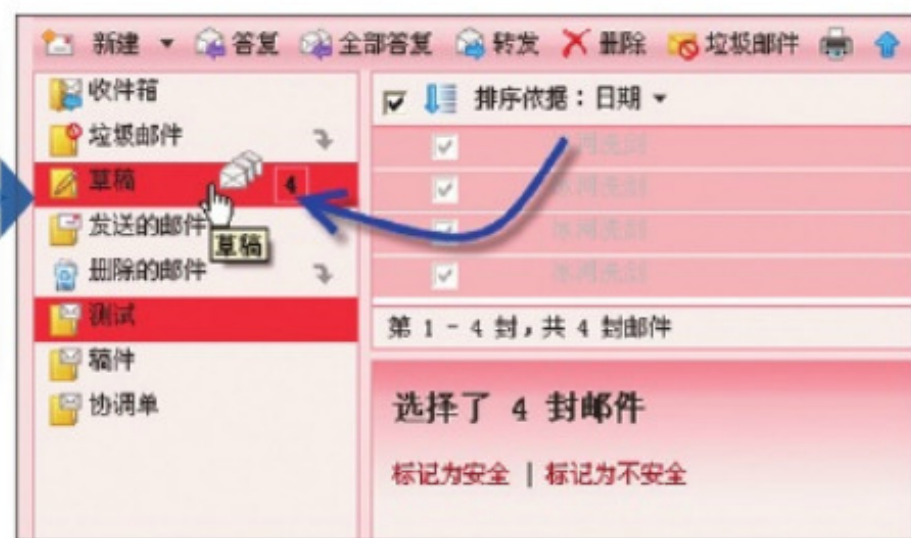 新建 答复 全部答复 转发 删除 垃圾邮件
收件箱
排序依据：日期
垃圾邮件
草稿 4
草稿
发送的邮件
删除的邮件
测试
第 1 - 4 封，共 4 封邮件
稿件
协调单
选择了 4 封邮件
标记为安全 | 标记为不安全